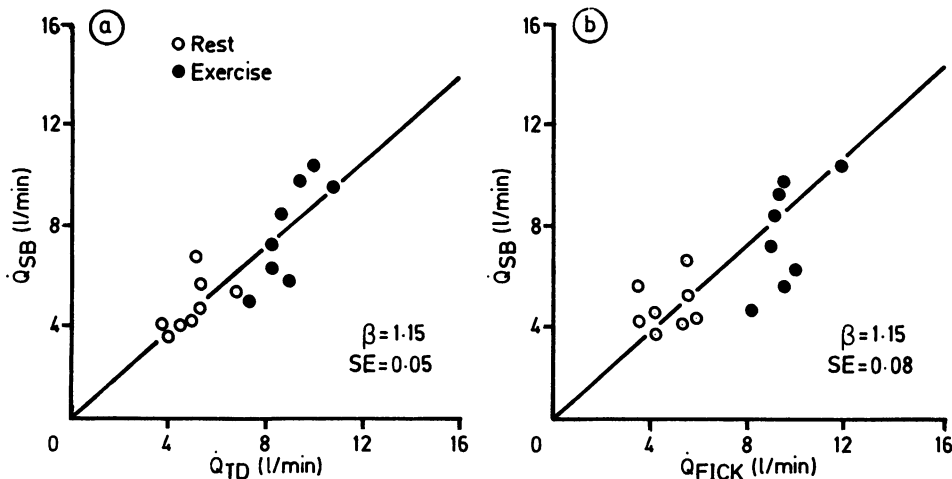 a
○ Rest
● Exercise
16
12
8
4
0
4 8 12 16
Q̇SB (l/min)
Q̇TD (l/min)
β=1·15
SE=0·05
b
16
12
8
4
0
4 8 12 16
Q̇SB (l/min)
Q̇FICK (l/min)
β=1·15
SE=0·08